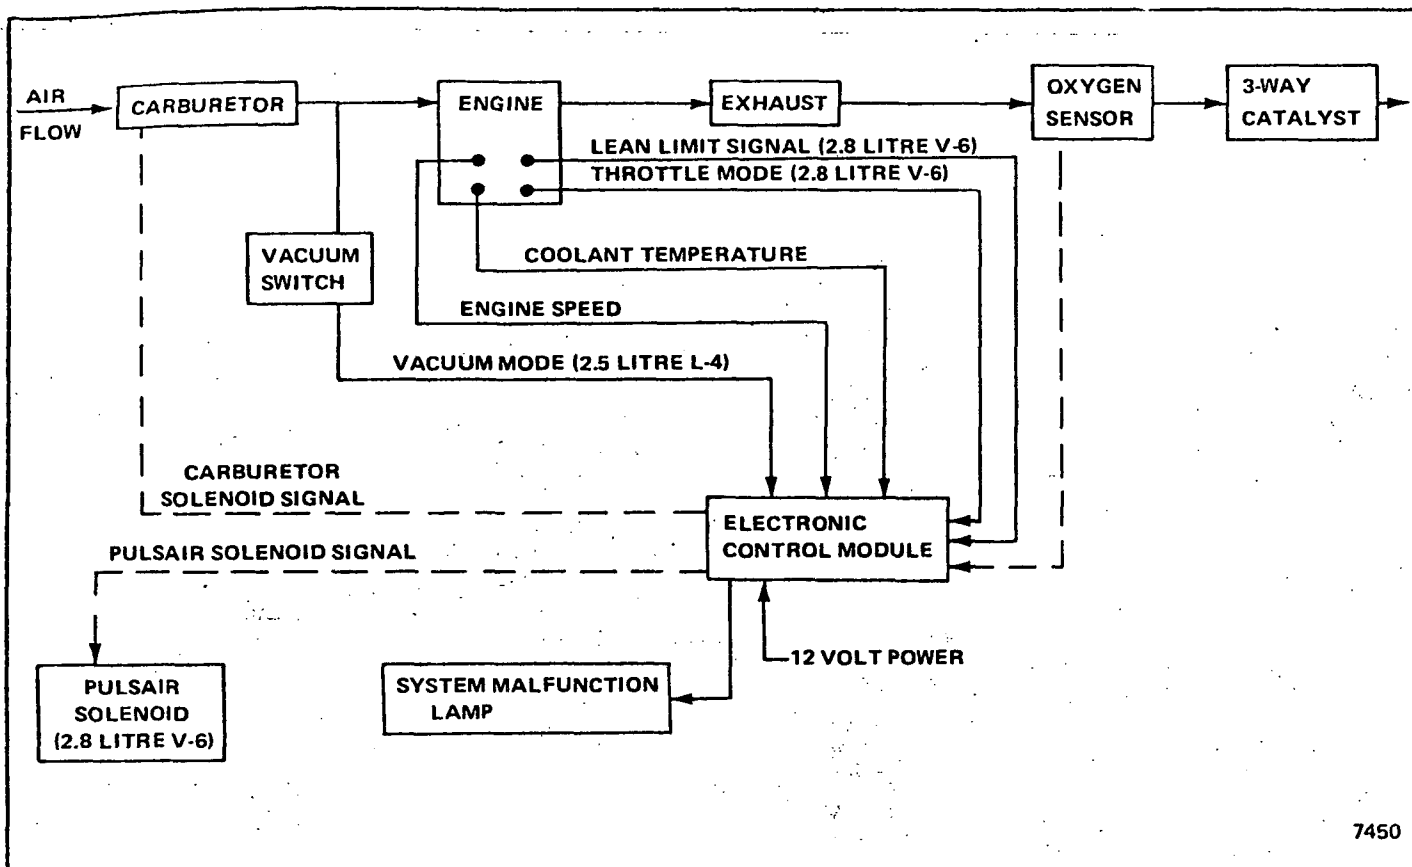 AIR
FLOW
CARBURETOR
ENGINE
EXHAUST
OXYGEN
SENSOR
3-WAY
CATALYST
LEAN LIMIT SIGNAL (2.8 LITRE V-6)
THROTTLE MODE (2.8 LITRE V-6)
VACUUM
SWITCH
COOLANT TEMPERATURE
ENGINE SPEED
VACUUM MODE (2.5 LITRE L-4)
CARBURETOR
SOLENOID SIGNAL
ELECTRONIC
CONTROL MODULE
PULSAIR SOLENOID SIGNAL
12 VOLT POWER
PULSAIR
SOLENOID
(2.8 LITRE V-6)
SYSTEM MALFUNCTION
LAMP
7450